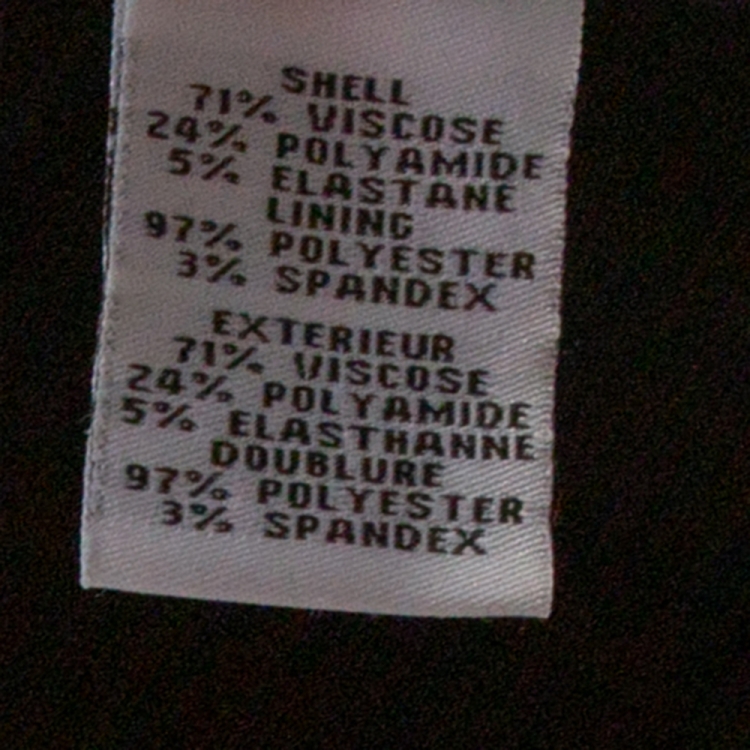 SHELL
71% VISCOSE
24% POLYAMIDE
5% ELASTANE
LINING
97% POLYESTER
3% SPANDEX
EXTERIEUR
71% VISCOSE
24% POLYAMIDE
5% ELASTHANNE
DOUBLURE
97% POLYESTER
3% SPANDEX